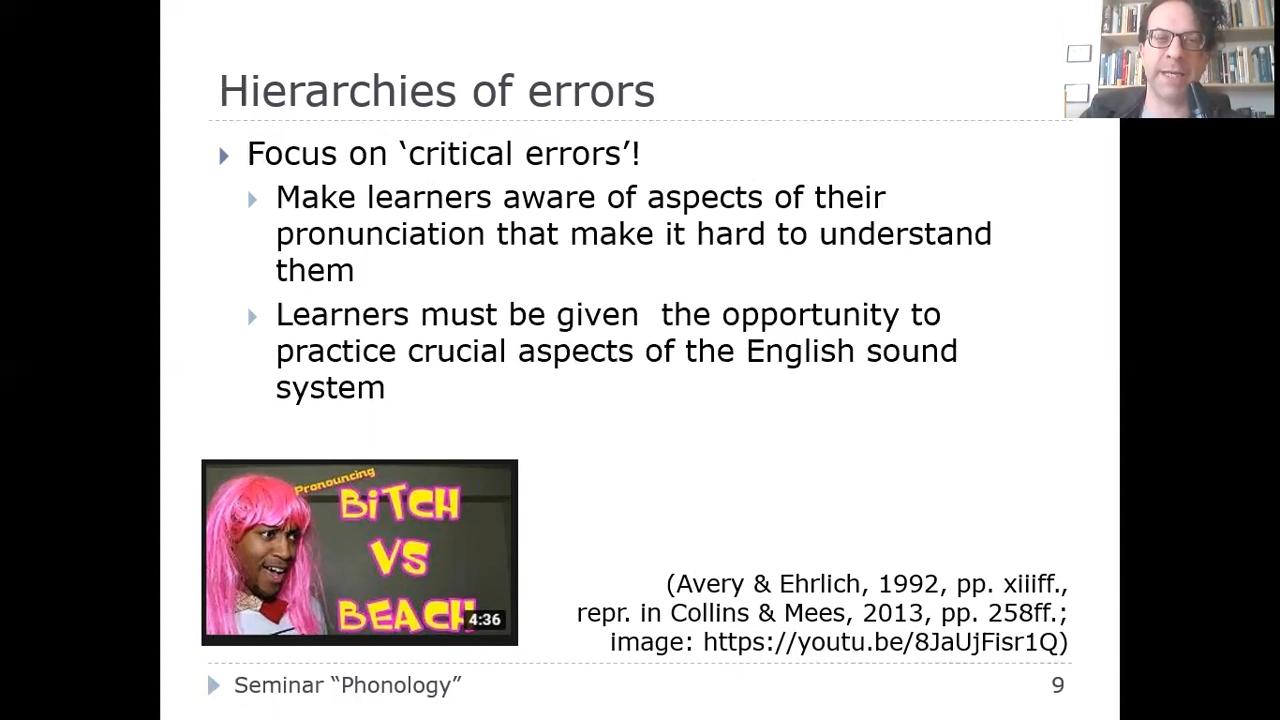 Hierarchies of errors
Focus on ‘critical errors’!
Make learners aware of aspects of their
pronunciation that make it hard to understand
them
Learners must be given  the opportunity to
practice crucial aspects of the English sound
system
Pronouncing
BiTCH
VS
BEACH
4:36
(Avery & Ehrlich, 1992, pp. xiiiff.,
repr. in Collins & Mees, 2013, pp. 258ff.;
image: https://youtu.be/8JaUjFisr1Q)
Seminar “Phonology”
9